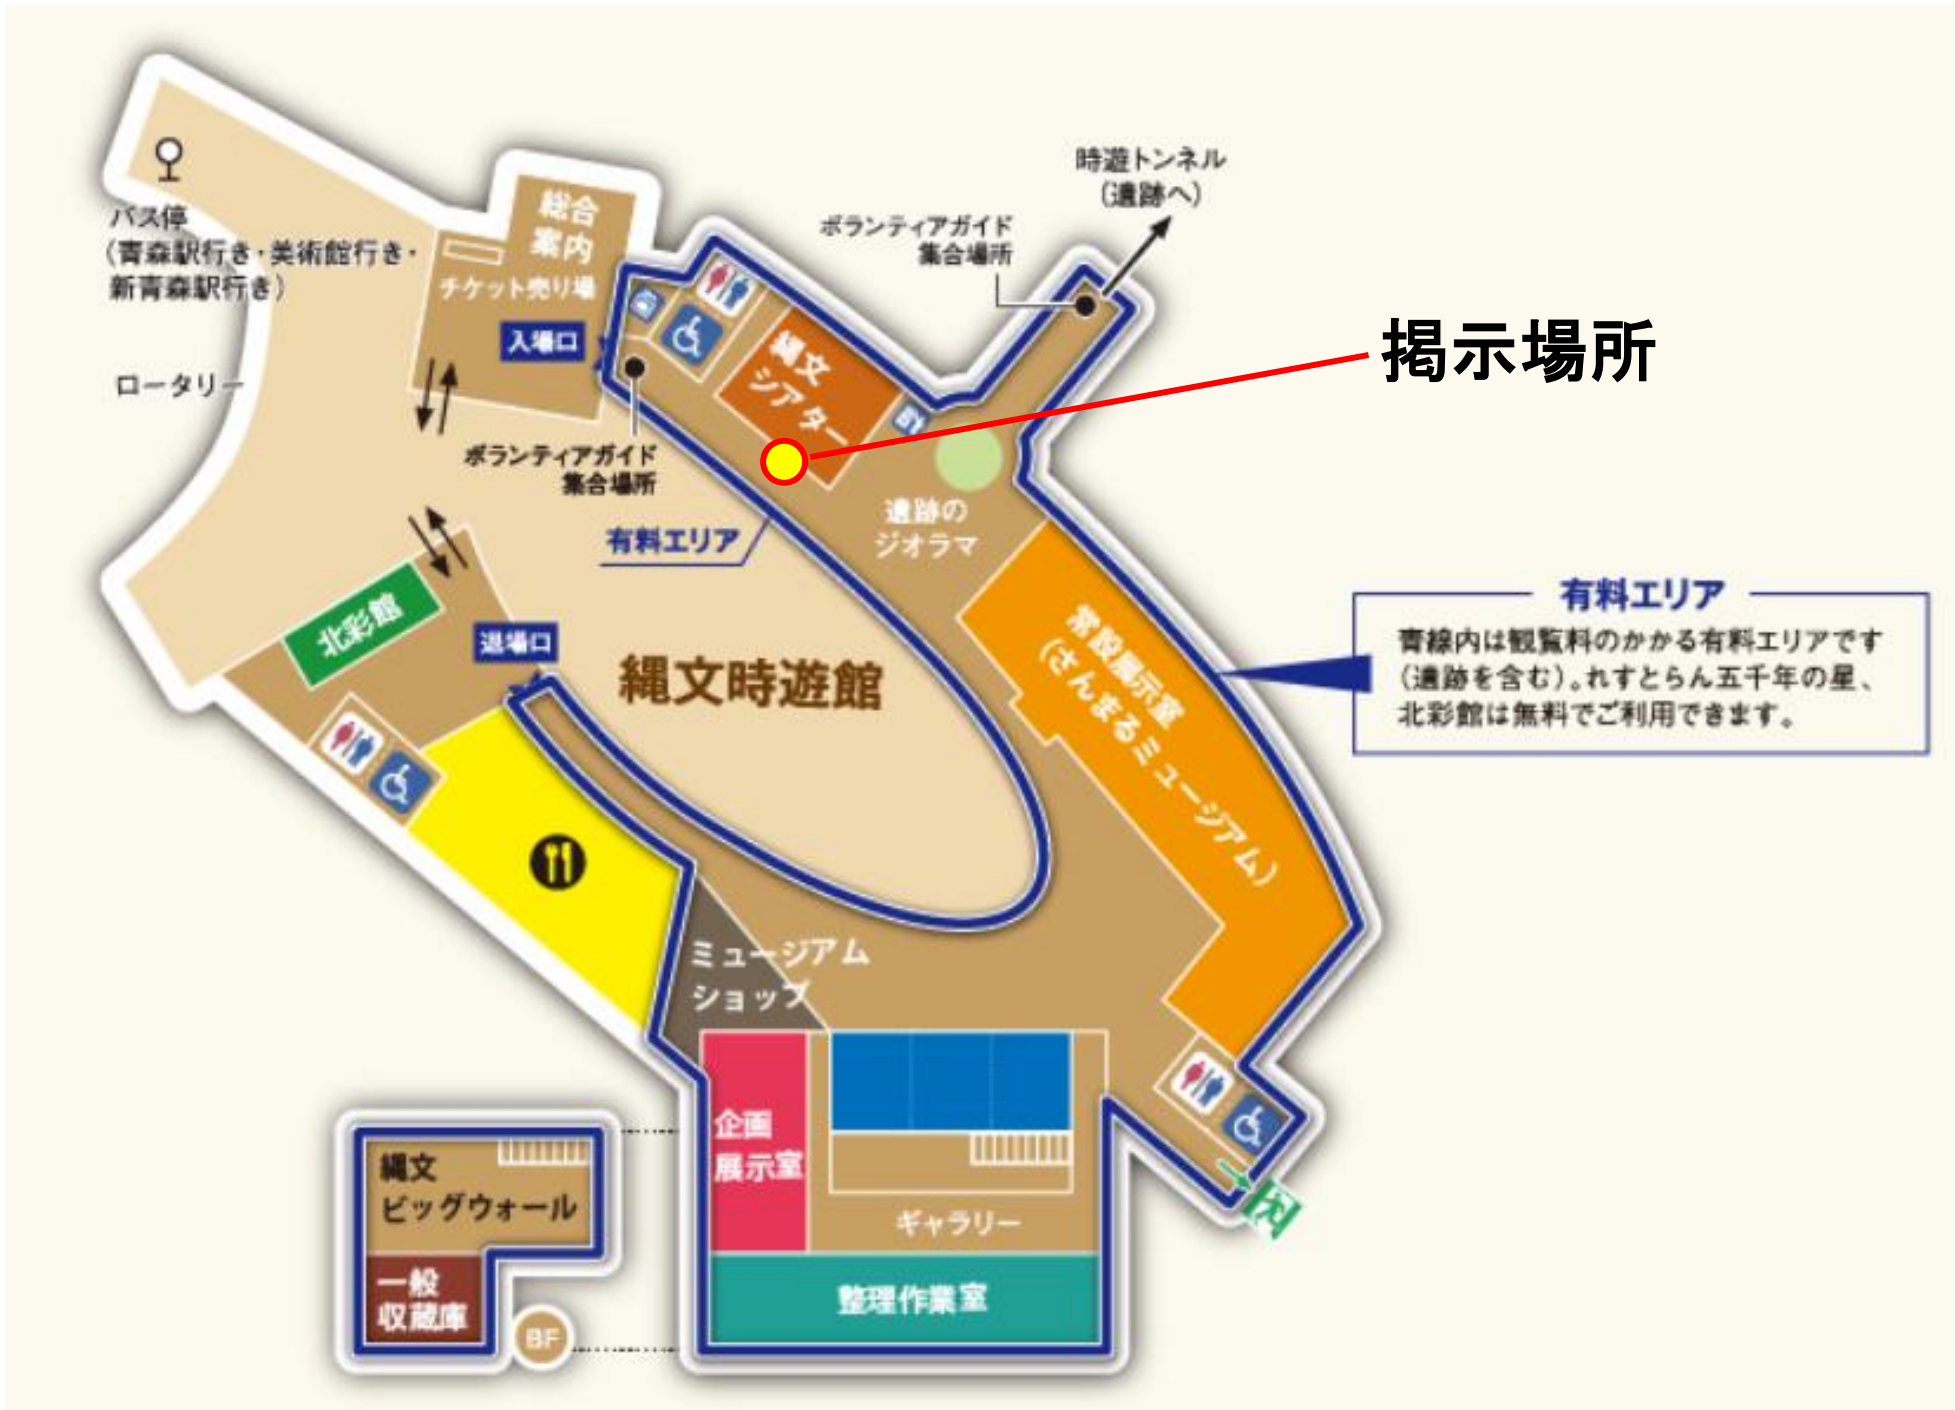 バス停
(青森駅行き・美術館行き・
新青森駅行き)
ロータリー
総合
案内
チケット売り場
入場口
ボランティアガイド
集合場所
縄文
シアター
ボランティアガイド
集合場所
時遊トンネル
(遺跡へ)
掲示場所
遺跡の
ジオラマ
有料エリア
北彩館
退場口
縄文時遊館
常設展示室
(さんまるミュージアム)
有料エリア
青線内は観覧料のかかる有料エリアです
(遺跡を含む)。れすとらん五千年の星、
北彩館は無料でご利用できます。
ミュージアム
ショップ
企画
展示室
ギャラリー
整理作業室
縄文
ビッグウォール
一般
収蔵庫
BF